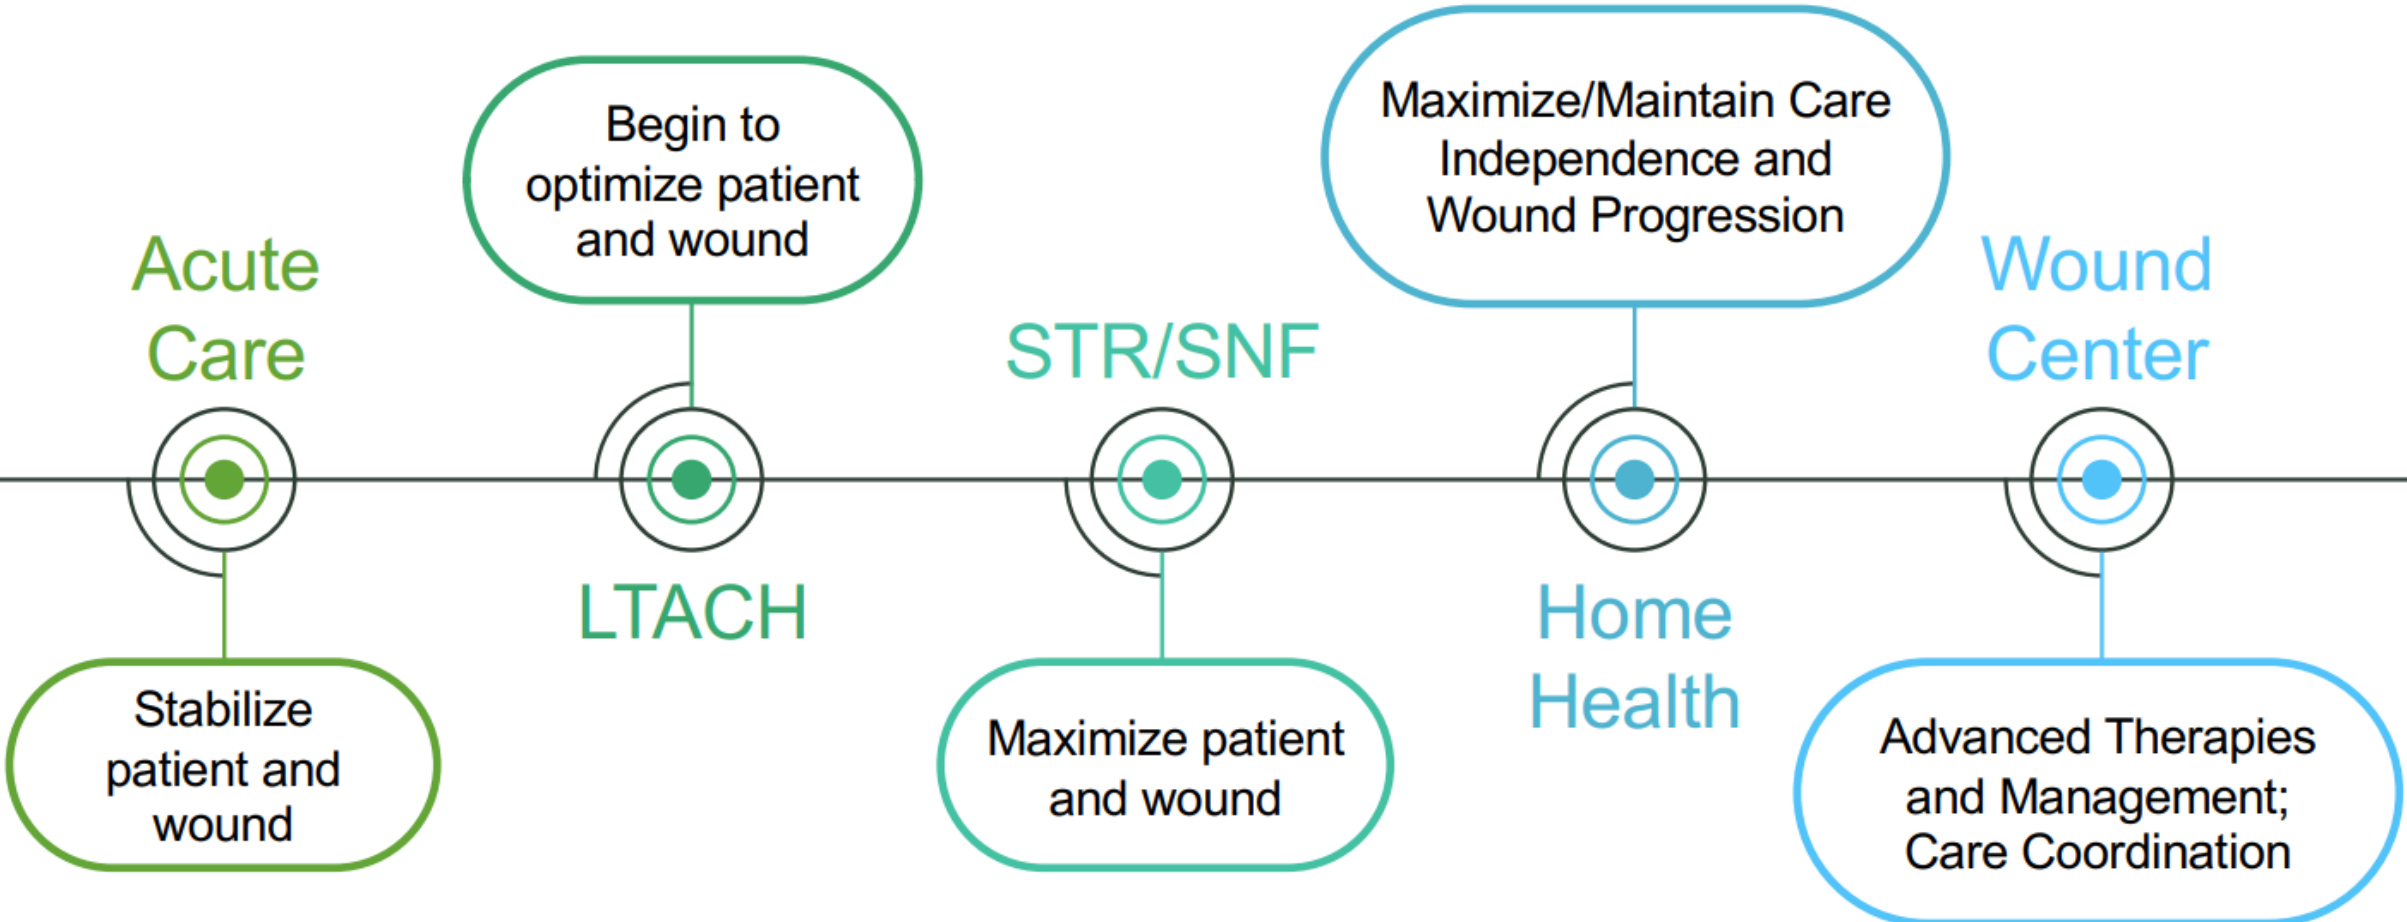 Acute
Care
Stabilize
patient and
wound
Begin to
optimize patient
and wound
LTACH
STR/SNF
Maximize patient
and wound
Maximize/Maintain Care
Independence and
Wound Progression
Home
Health
Wound
Center
Advanced Therapies
and Management;
Care Coordination